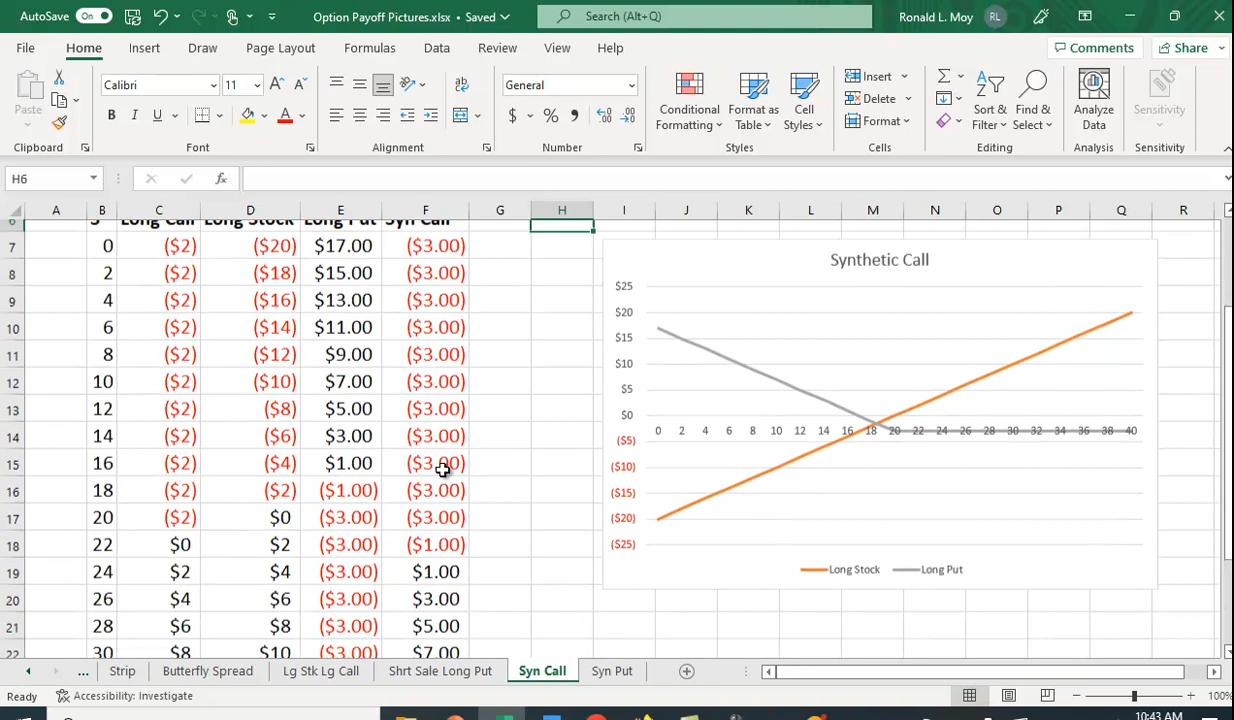 AutoSave On Option Payoff Pictures.xlsx • Saved Search (Alt+Q) Ronald L. Moy RL
File Home Insert Draw Page Layout Formulas Data Review View Help Comments Share
Paste Calibri 11 General Conditional Formatting Format as Table Cell Styles Insert Delete Format Sort & Filter Find & Select Analyze Data Sensitivity
B I U A $ %
Clipboard Font Alignment Number Styles Cells Editing Analysis Sensitivity
H6 fx
A B C D E F G H I J K L M N O P Q R
6 S Long Call Long Stock Long Put Syn Call
7 0 ($2) ($20) $17.00 ($3.00)
8 2 ($2) ($18) $15.00 ($3.00)
9 4 ($2) ($16) $13.00 ($3.00)
10 6 ($2) ($14) $11.00 ($3.00)
11 8 ($2) ($12) $9.00 ($3.00)
12 10 ($2) ($10) $7.00 ($3.00)
13 12 ($2) ($8) $5.00 ($3.00)
14 14 ($2) ($6) $3.00 ($3.00)
15 16 ($2) ($4) $1.00 ($3.00)
16 18 ($2) ($2) ($1.00) ($3.00)
17 20 ($2) $0 ($3.00) ($3.00)
18 22 $0 $2 ($3.00) ($1.00)
19 24 $2 $4 ($3.00) $1.00
20 26 $4 $6 ($3.00) $3.00
21 28 $6 $8 ($3.00) $5.00
22 30 $8 $10 ($3.00) $7.00
Synthetic Call
$25
$20
$15
$10
$5
$0
0 2 4 6 8 10 12 14 16 18 20 22 24 26 28 30 32 34 36 38 40
($5)
($10)
($15)
($20)
($25)
Long Stock Long Put
... Strip Butterfly Spread Lg Stk Lg Call Shrt Sale Long Put Syn Call Syn Put
Ready Accessibility: Investigate 100%
10:43 AM